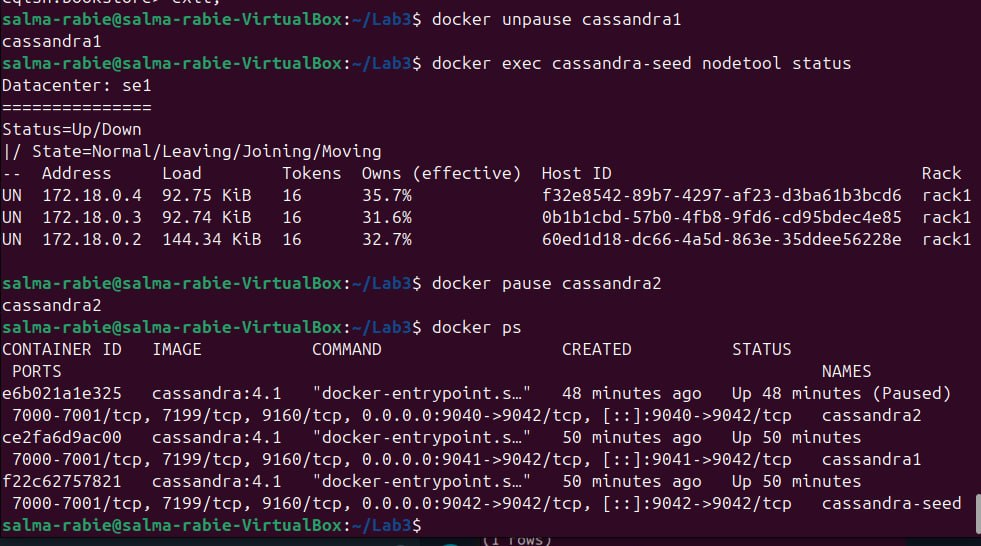 salma-rabie@salma-rabie-VirtualBox:~/Lab3$ docker unpause cassandra1
cassandra1
salma-rabie@salma-rabie-VirtualBox:~/Lab3$ docker exec cassandra-seed nodetool status
Datacenter: se1
===============
Status=Up/Down
|/ State=Normal/Leaving/Joining/Moving
--  Address     Load        Tokens  Owns (effective)  Host ID                               Rack
UN  172.18.0.4  92.75 KiB   16      35.7%             f32e8542-89b7-4297-af23-d3ba61b3bcd6  rack1
UN  172.18.0.3  92.74 KiB   16      31.6%             0b1b1cbd-57b0-4fb8-9fd6-cd95bdec4e85  rack1
UN  172.18.0.2  144.34 KiB  16      32.7%             60ed1d18-dc66-4a5d-863e-35ddee56228e  rack1
salma-rabie@salma-rabie-VirtualBox:~/Lab3$ docker pause cassandra2
cassandra2
salma-rabie@salma-rabie-VirtualBox:~/Lab3$ docker ps
CONTAINER ID   IMAGE           COMMAND                  CREATED          STATUS
 PORTS                                                                            NAMES
e6b021a1e325   cassandra:4.1   "docker-entrypoint.s…"   48 minutes ago   Up 48 minutes (Paused)
 7000-7001/tcp, 7199/tcp, 9160/tcp, 0.0.0.0:9040->9042/tcp, [::]:9040->9042/tcp   cassandra2
ce2fa6d9ac00   cassandra:4.1   "docker-entrypoint.s…"   50 minutes ago   Up 50 minutes
 7000-7001/tcp, 7199/tcp, 9160/tcp, 0.0.0.0:9041->9042/tcp, [::]:9041->9042/tcp   cassandra1
f22c62757821   cassandra:4.1   "docker-entrypoint.s…"   50 minutes ago   Up 50 minutes
 7000-7001/tcp, 7199/tcp, 9160/tcp, 0.0.0.0:9042->9042/tcp, [::]:9042->9042/tcp   cassandra-seed
salma-rabie@salma-rabie-VirtualBox:~/Lab3$
(1 rows)